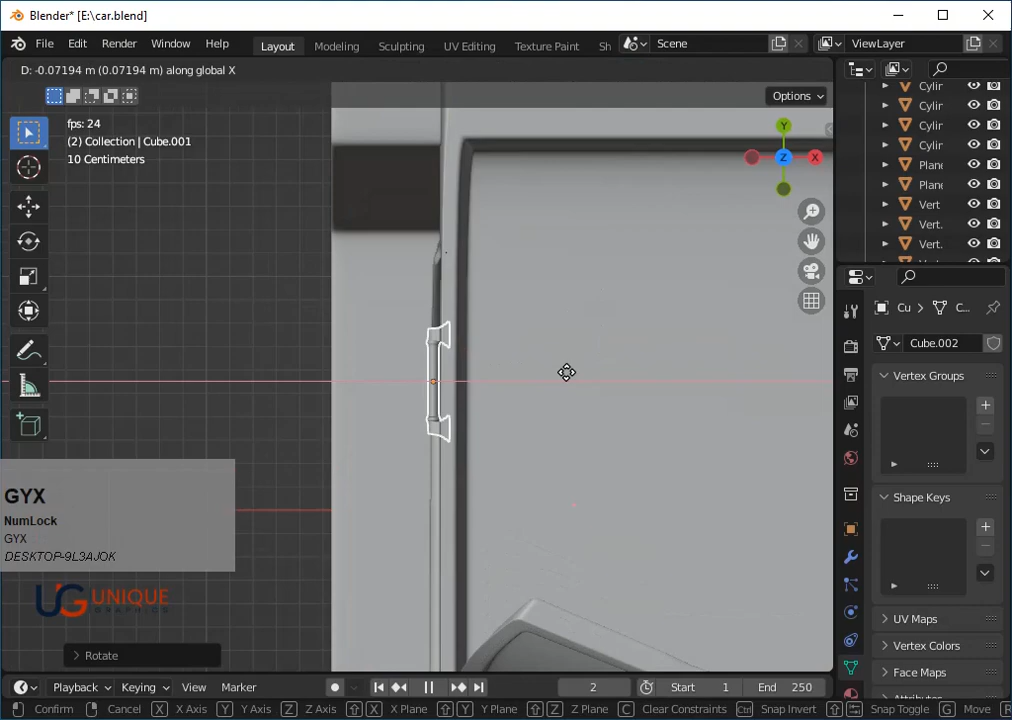 Blender* [E:\car.blend]
File Edit Render Window Help Layout Modeling Sculpting UV Editing Texture Paint Sh Scene ViewLayer
D: -0.07194 m (0.07194 m) along global X
Options
fps: 24
(2) Collection | Cube.001
10 Centimeters
Y
Z
X
Cylin
Cylir
Cylir
Cylir
Plane
Plane
Vert
Vert.
Vert.
Cu > C...
Cube.002
Vertex Groups
Shape Keys
UV Maps
Vertex Colors
Face Maps
GYX
NumLock
GYX
DESKTOP-9L3AJOK
UG UNIQUE
GRAPHICS
Rotate
Playback Keying View Marker 2 Start 1 End 250
Confirm Cancel X X Axis Y Y Axis Z Z Axis X X Plane Y Y Plane Z Z Plane C Clear Constraints Ctrl Snap Invert Snap Toggle G Move R